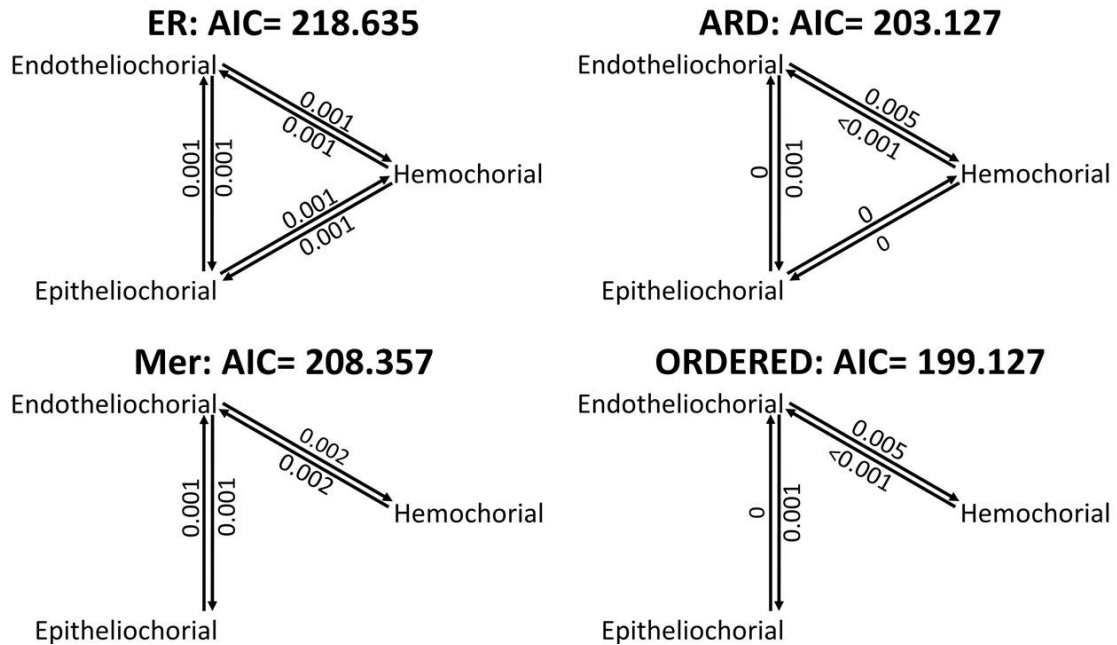 ER: AIC= 218.635
Endotheliochorial
0.001
0.001
0.001
0.001
Hemochorial
0.001
0.001
Epitheliochorial
ARD: AIC= 203.127
Endotheliochorial
0.005
<0.001
0
0.001
Hemochorial
0
0
Epitheliochorial
Mer: AIC= 208.357
Endotheliochorial
0.002
0.002
0.001
0.001
Hemochorial
Epitheliochorial
ORDERED: AIC= 199.127
Endotheliochorial
0.005
<0.001
0
0.001
Hemochorial
Epitheliochorial